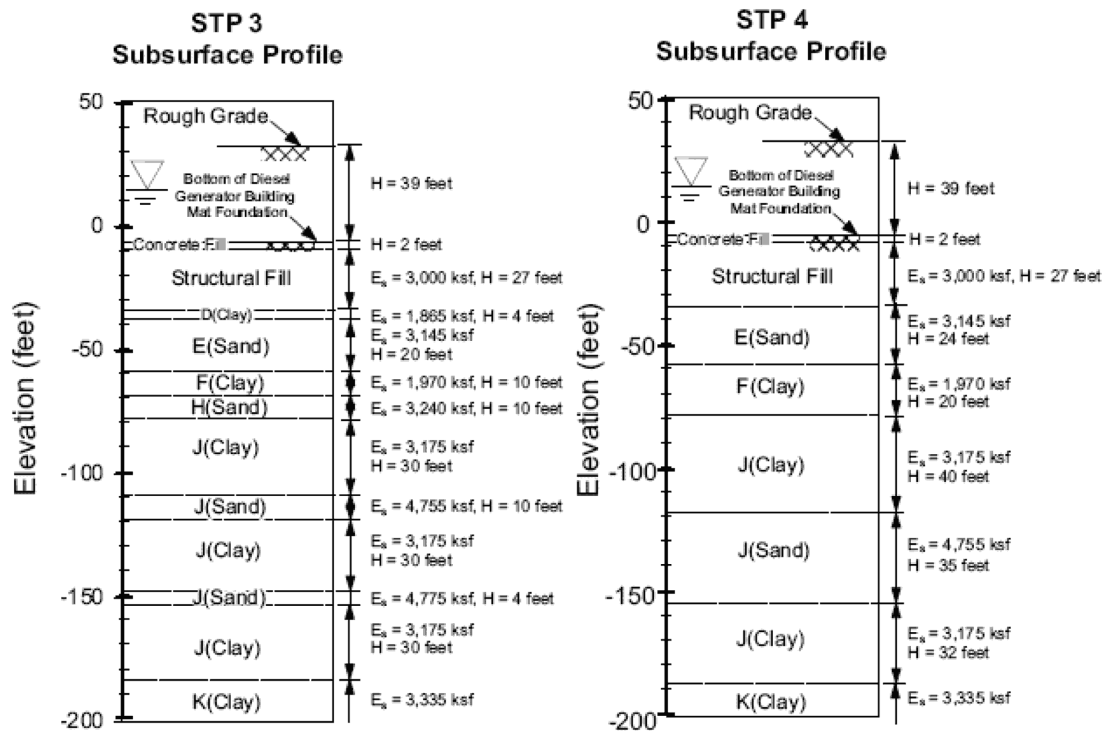 STP 3
Subsurface Profile
Elevation (feet)
50
0
-50
-100
-150
-200
Rough Grade
Bottom of Diesel
Generator Building
Mat Foundation
H = 39 feet
Concrete Fill
H = 2 feet
Structural Fill
Es = 3,000 ksf, H = 27 feet
D(Clay)
Es = 1,865 ksf, H = 4 feet
E(Sand)
Es = 3,145 ksf
H = 20 feet
F(Clay)
Es = 1,970 ksf, H = 10 feet
H(Sand)
Es = 3,240 ksf, H = 10 feet
J(Clay)
Es = 3,175 ksf
H = 30 feet
J(Sand)
Es = 4,755 ksf, H = 10 feet
J(Clay)
Es = 3,175 ksf
H = 30 feet
J(Sand)
Es = 4,775 ksf, H = 4 feet
J(Clay)
Es = 3,175 ksf
H = 30 feet
K(Clay)
Es = 3,335 ksf
STP 4
Subsurface Profile
Elevation (feet)
50
0
-50
-100
-150
-200
Rough Grade
Bottom of Diesel
Generator Building
Mat Foundation
H = 39 feet
Concrete Fill
H = 2 feet
Structural Fill
Es = 3,000 ksf, H = 27 feet
E(Sand)
Es = 3,145 ksf
H = 24 feet
F(Clay)
Es = 1,970 ksf
H = 20 feet
J(Clay)
Es = 3,175 ksf
H = 40 feet
J(Sand)
Es = 4,755 ksf
H = 35 feet
J(Clay)
Es = 3,175 ksf
H = 32 feet
K(Clay)
Es = 3,335 ksf